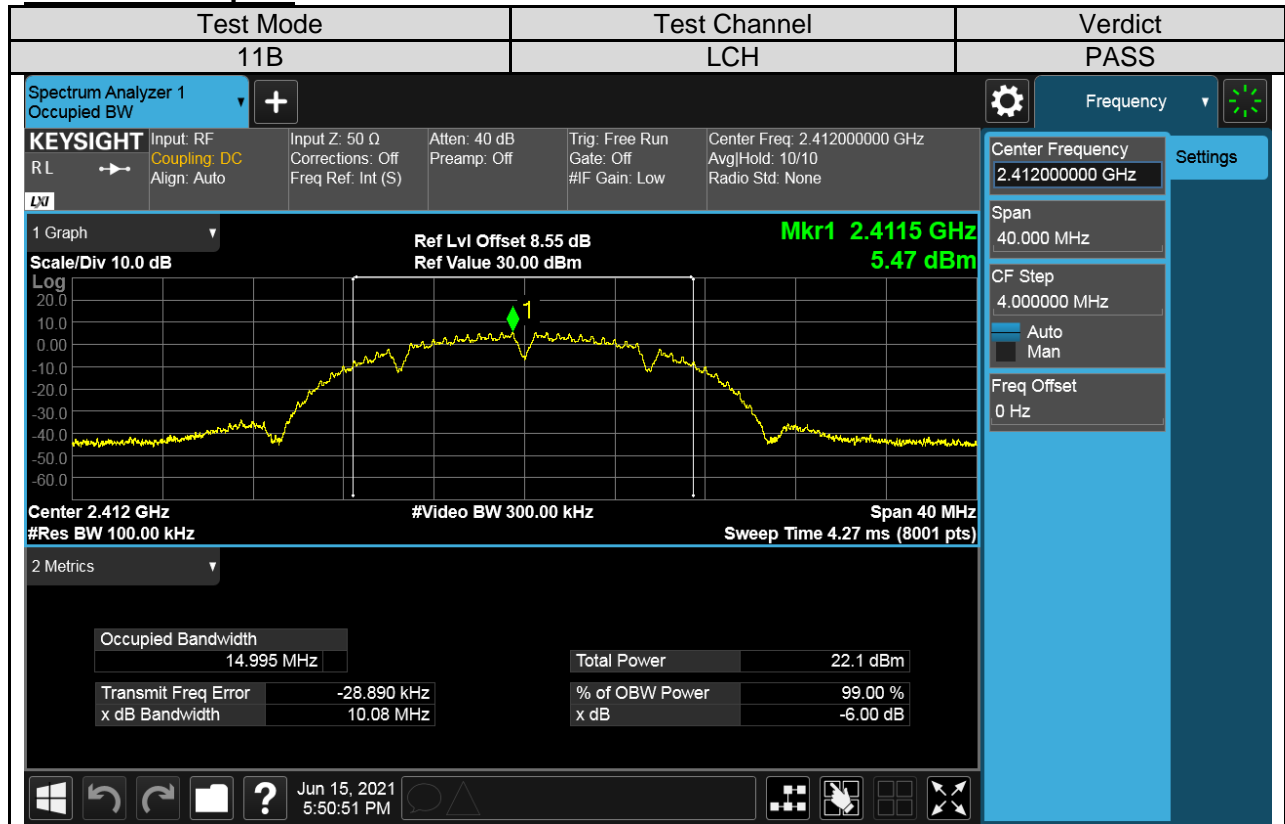 Test Mode Test Channel Verdict
11B LCH PASS
Spectrum Analyzer 1
Occupied BW
+
Frequency
KEYSIGHT Input: RF Input Z: 50 Ω Atten: 40 dB Trig: Free Run Center Freq: 2.412000000 GHz
RL Coupling: DC Corrections: Off Preamp: Off Gate: Off Avg|Hold: 10/10
Align: Auto Freq Ref: Int (S) #IF Gain: Low Radio Std: None
LXI
Center Frequency
2.412000000 GHz
Settings
Span
40.000 MHz
CF Step
4.000000 MHz
Auto
Man
Freq Offset
0 Hz
1 Graph Ref Lvl Offset 8.55 dB Mkr1 2.4115 GHz
Scale/Div 10.0 dB Ref Value 30.00 dBm 5.47 dBm
Log
20.0
10.0
0.00
-10.0
-20.0
-30.0
-40.0
-50.0
-60.0
1
Center 2.412 GHz #Video BW 300.00 kHz Span 40 MHz
#Res BW 100.00 kHz Sweep Time 4.27 ms (8001 pts)
2 Metrics
Occupied Bandwidth
14.995 MHz Total Power 22.1 dBm
Transmit Freq Error -28.890 kHz % of OBW Power 99.00 %
x dB Bandwidth 10.08 MHz x dB -6.00 dB
? Jun 15, 2021
5:50:51 PM